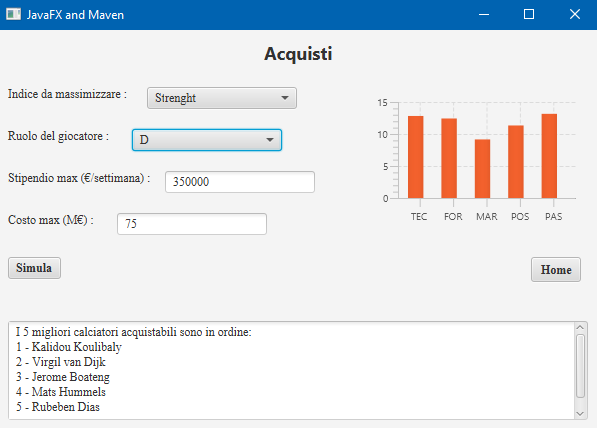 JavaFX and Maven
Acquisti
Indice da massimizzare :
Strenght
Ruolo del giocatore :
D
Stipendio max (€/settimana) :
350000
Costo max (M€) :
75
Simula
15
10
5
0
TEC FOR MAR POS PAS
Home
I 5 migliori calciatori acquistabili sono in ordine:
1 - Kalidou Koulibaly
2 - Virgil van Dijk
3 - Jerome Boateng
4 - Mats Hummels
5 - Rubeben Dias